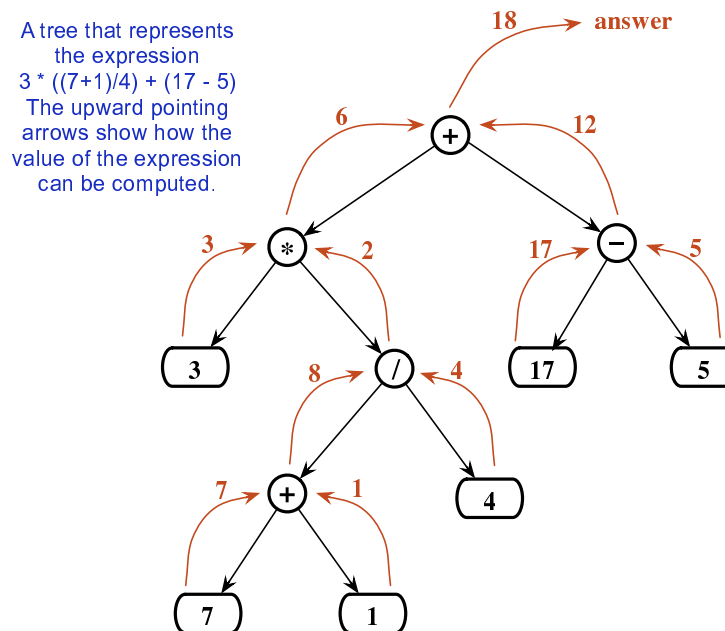 A tree that represents
the expression
3 * ((7+1)/4) + (17 - 5)
The upward pointing
arrows show how the
value of the expression
can be computed.
18 answer
6 + 12
3 * 2 17 − 5
3 8 / 4 17 5
7 + 1 4
7 1